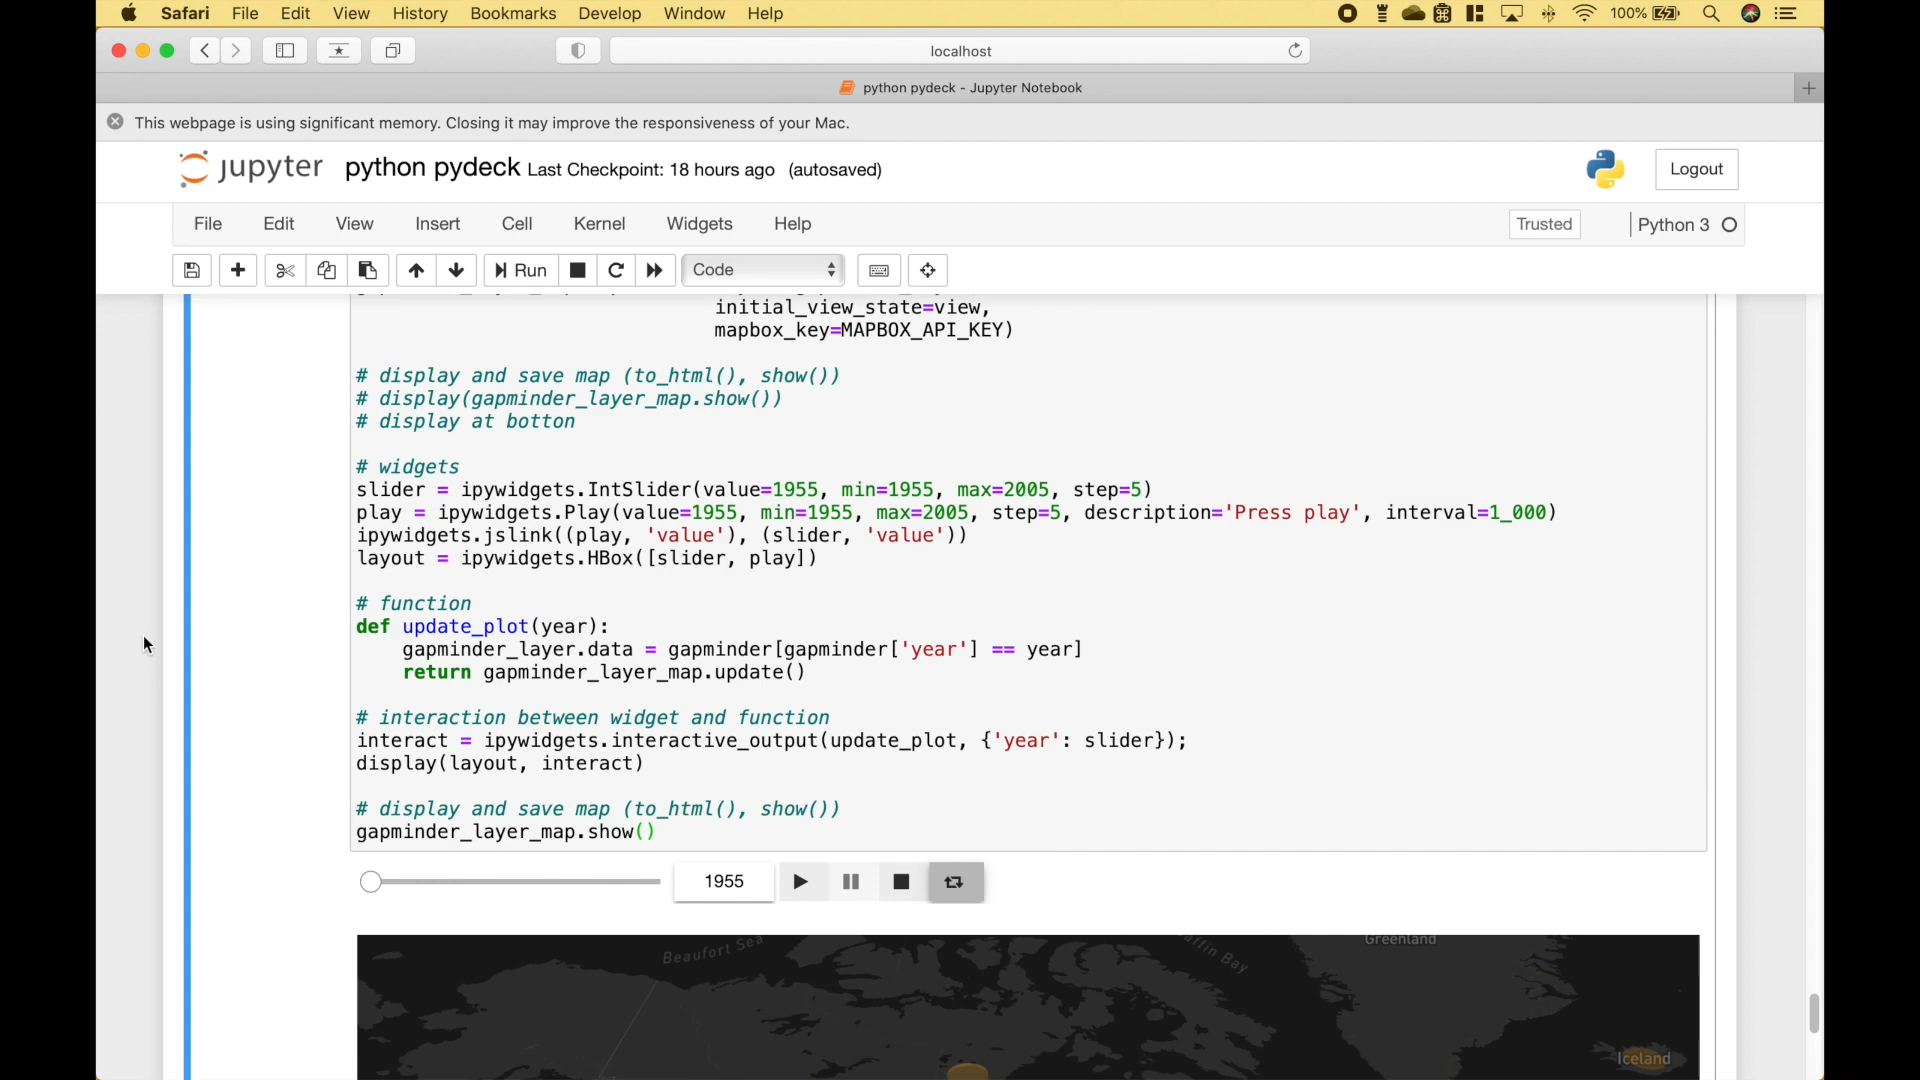 Safari File Edit View History Bookmarks Develop Window Help 100%
localhost
python pydeck - Jupyter Notebook
This webpage is using significant memory. Closing it may improve the responsiveness of your Mac.
jupyter python pydeck Last Checkpoint: 18 hours ago (autosaved) Logout
File Edit View Insert Cell Kernel Widgets Help Trusted Python 3
Run Code
initial_view_state=view,
mapbox_key=MAPBOX_API_KEY)
# display and save map (to_html(), show())
# display(gapminder_layer_map.show())
# display at botton
# widgets
slider = ipywidgets.IntSlider(value=1955, min=1955, max=2005, step=5)
play = ipywidgets.Play(value=1955, min=1955, max=2005, step=5, description='Press play', interval=1_000)
ipywidgets.jslink((play, 'value'), (slider, 'value'))
layout = ipywidgets.HBox([slider, play])
# function
def update_plot(year):
    gapminder_layer.data = gapminder[gapminder['year'] == year]
    return gapminder_layer_map.update()
# interaction between widget and function
interact = ipywidgets.interactive_output(update_plot, {'year': slider});
display(layout, interact)
# display and save map (to_html(), show())
gapminder_layer_map.show()
1955
Greenland
Beaufort Sea
Bay
Iceland